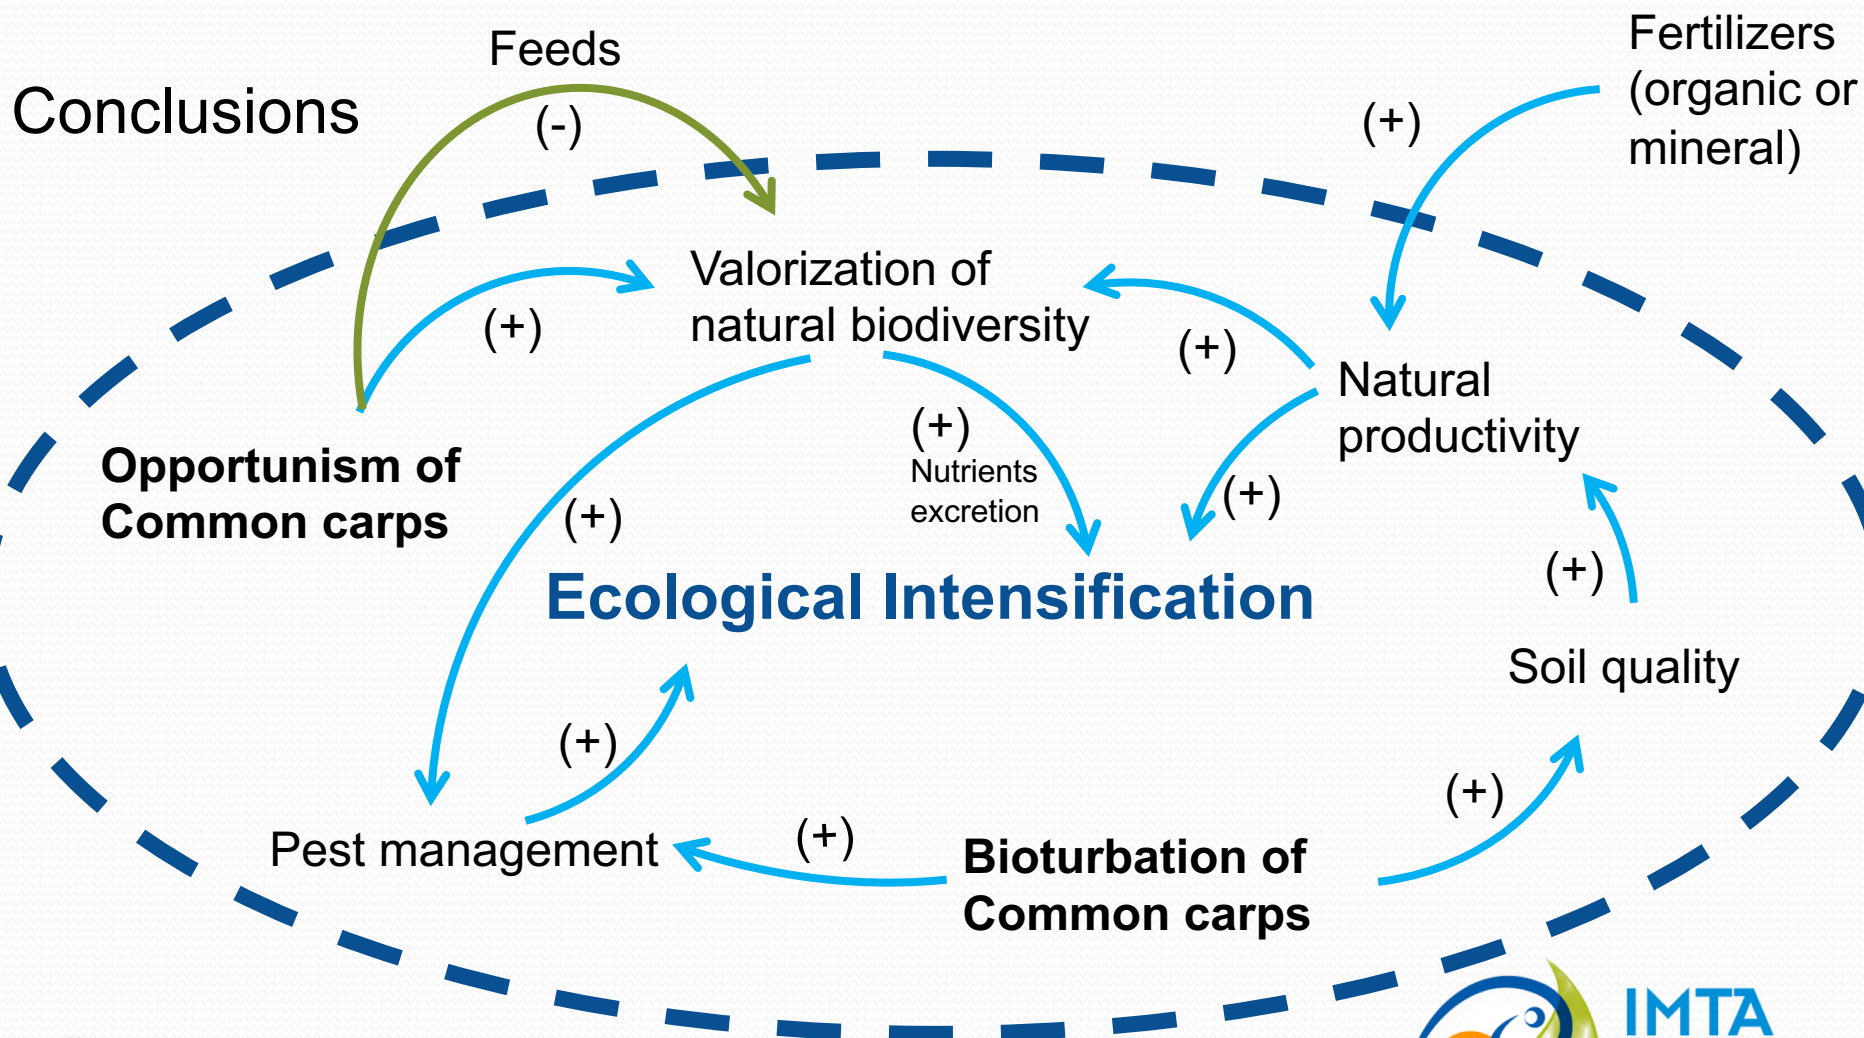 Conclusions
Feeds
(-)
Fertilizers
(organic or
mineral)
(+)
Valorization of
natural biodiversity
(+)
(+)
Natural
productivity
(+)
Nutrients
excretion
(+)
Opportunism of
Common carps
(+)
(+)
Ecological Intensification
Soil quality
(+)
(+)
Pest management
(+)
Bioturbation of
Common carps
IMTA